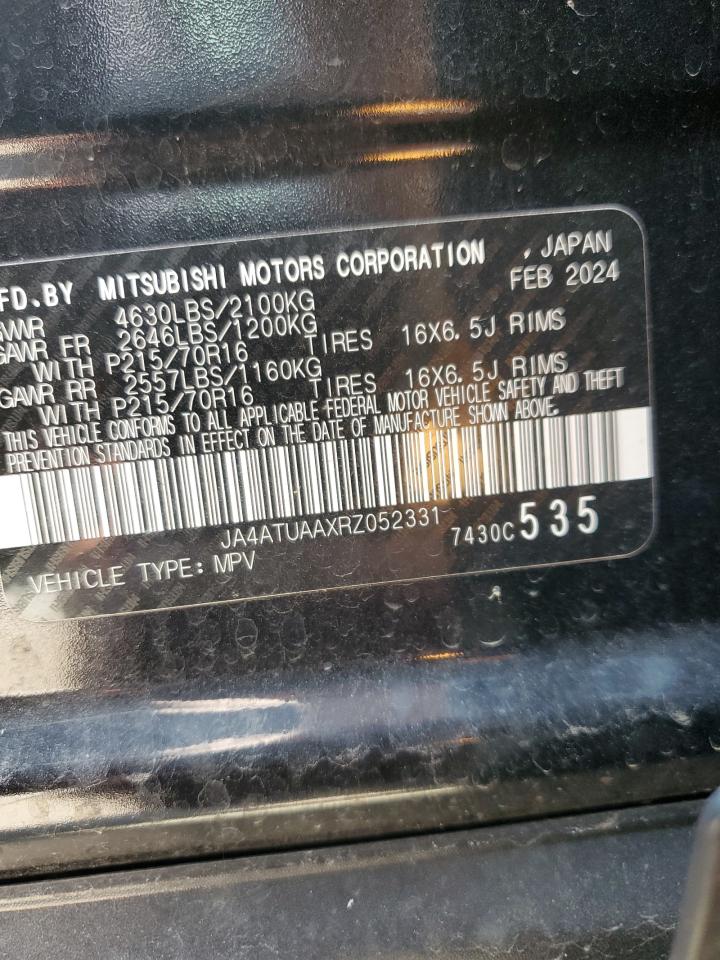 FD.BY MITSUBISHI MOTORS CORPORATION , JAPAN
GVWR 4630LBS/2100KG FEB 2024
GAWR FR 2646LBS/1200KG
WITH P215/70R16 TIRES 16X6.5J RIMS
GAWR RR 2557LBS/1160KG
WITH P215/70R16 TIRES 16X6.5J RIMS
THIS VEHICLE CONFORMS TO ALL APPLICABLE FEDERAL MOTOR VEHICLE SAFETY AND THEFT
PREVENTION STANDARDS IN EFFECT ON THE DATE OF MANUFACTURE SHOWN ABOVE.
JA4ATUAAXRZ052331 7430C 535
VEHICLE TYPE: MPV